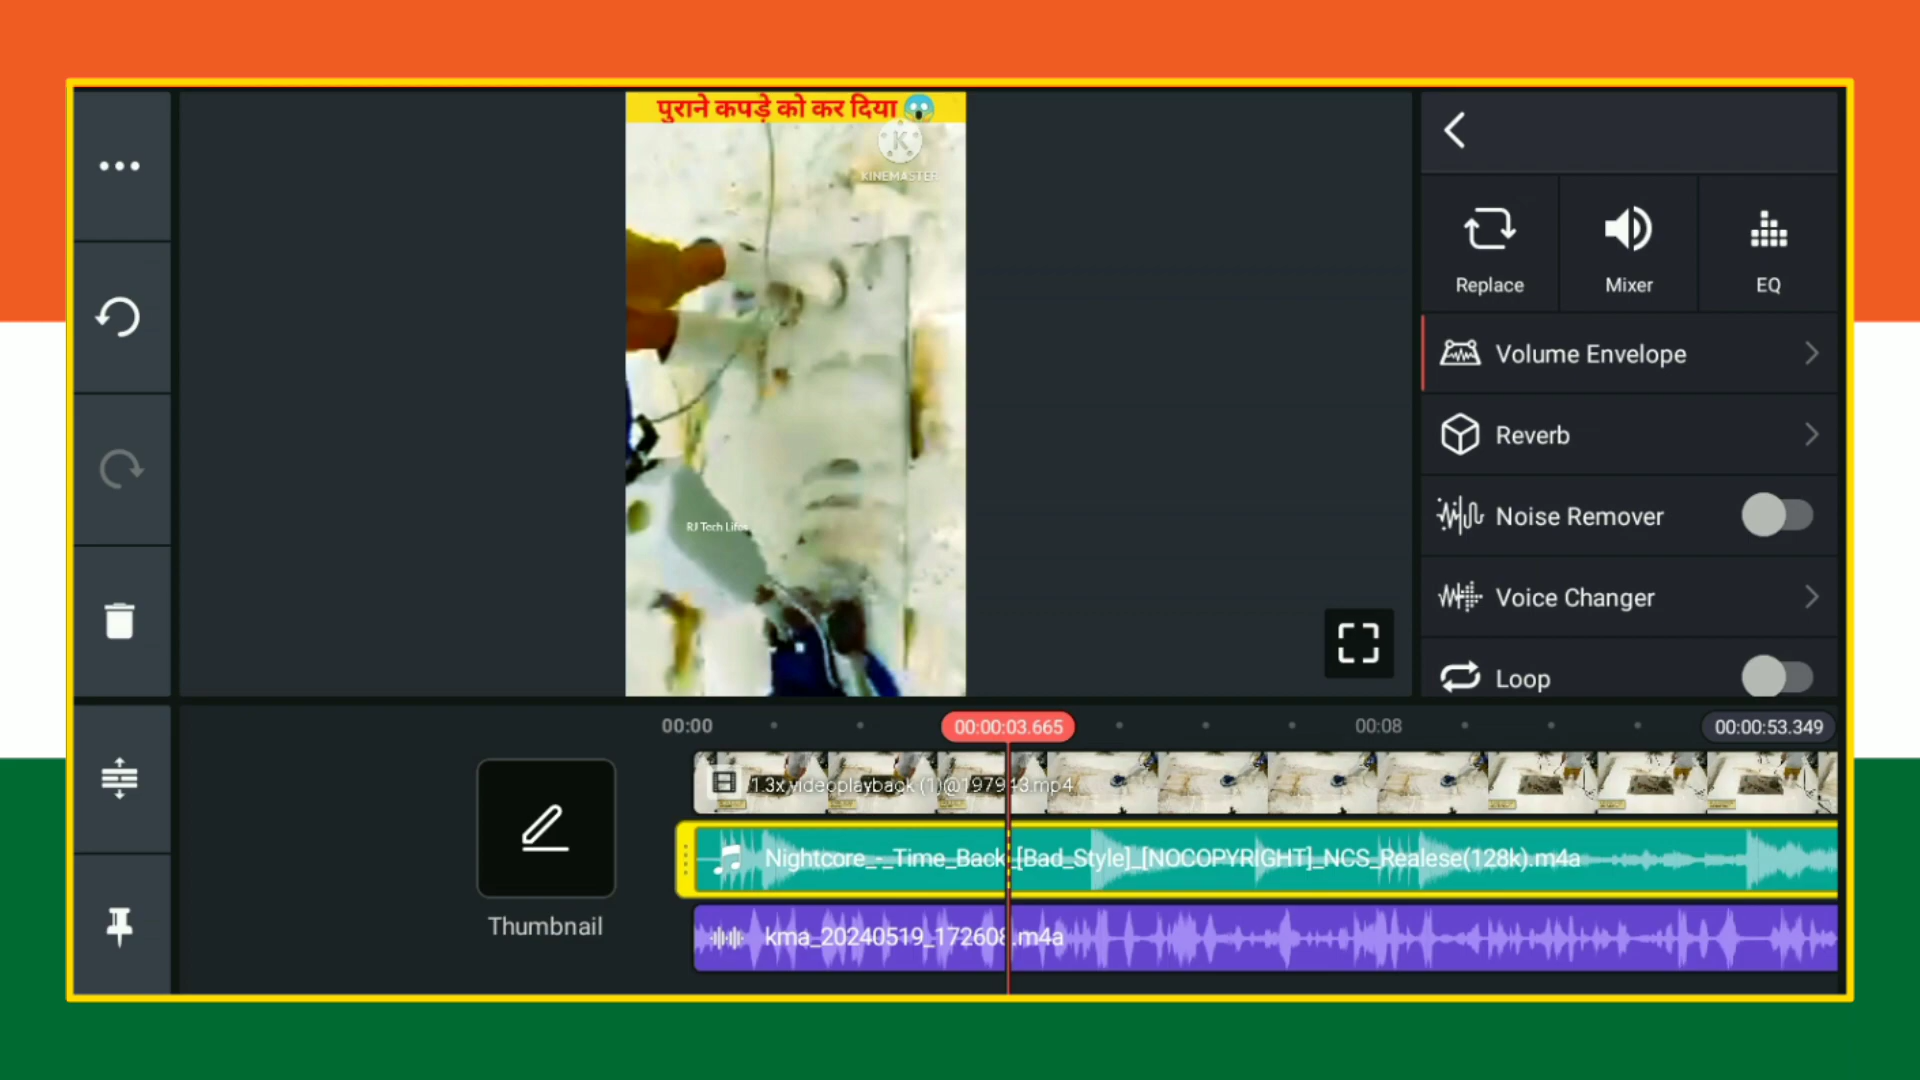 पुराने कपड़े को कर दिया
KINEMASTER
RJ Tech Lifes
Replace
Mixer
EQ
Volume Envelope
Reverb
Noise Remover
Voice Changer
Loop
00:00
00:00:03.665
00:08
00:00:53.349
1.3x videoplayback (1)@197943.mp4
Nightcore_-_Time_Back_[Bad_Style]_[NOCOPYRIGHT]_NCS_Realese(128k).m4a
Thumbnail
kma_20240519_172608.m4a